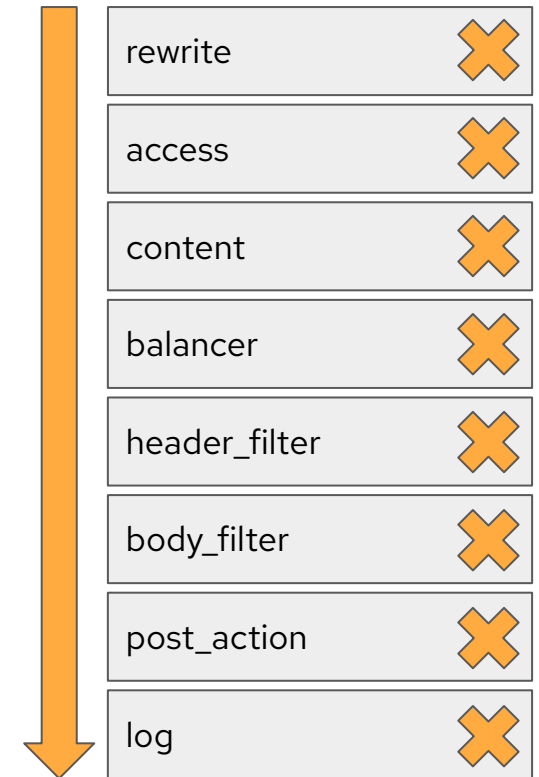 rewrite
access
content
balancer
header_filter
body_filter
post_action
log